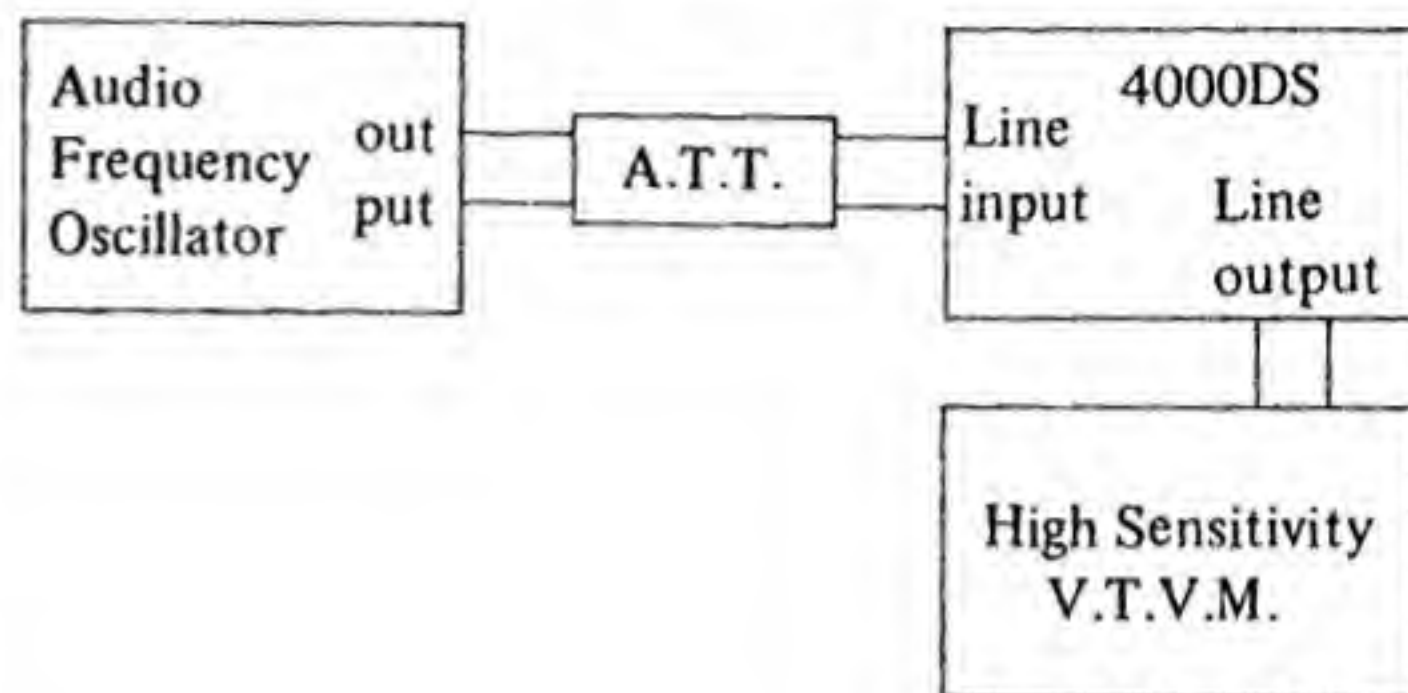 Audio
Frequency
Oscillator
out
put
A.T.T.
4000DS
Line
input
Line
output
High Sensitivity
V.T.V.M.